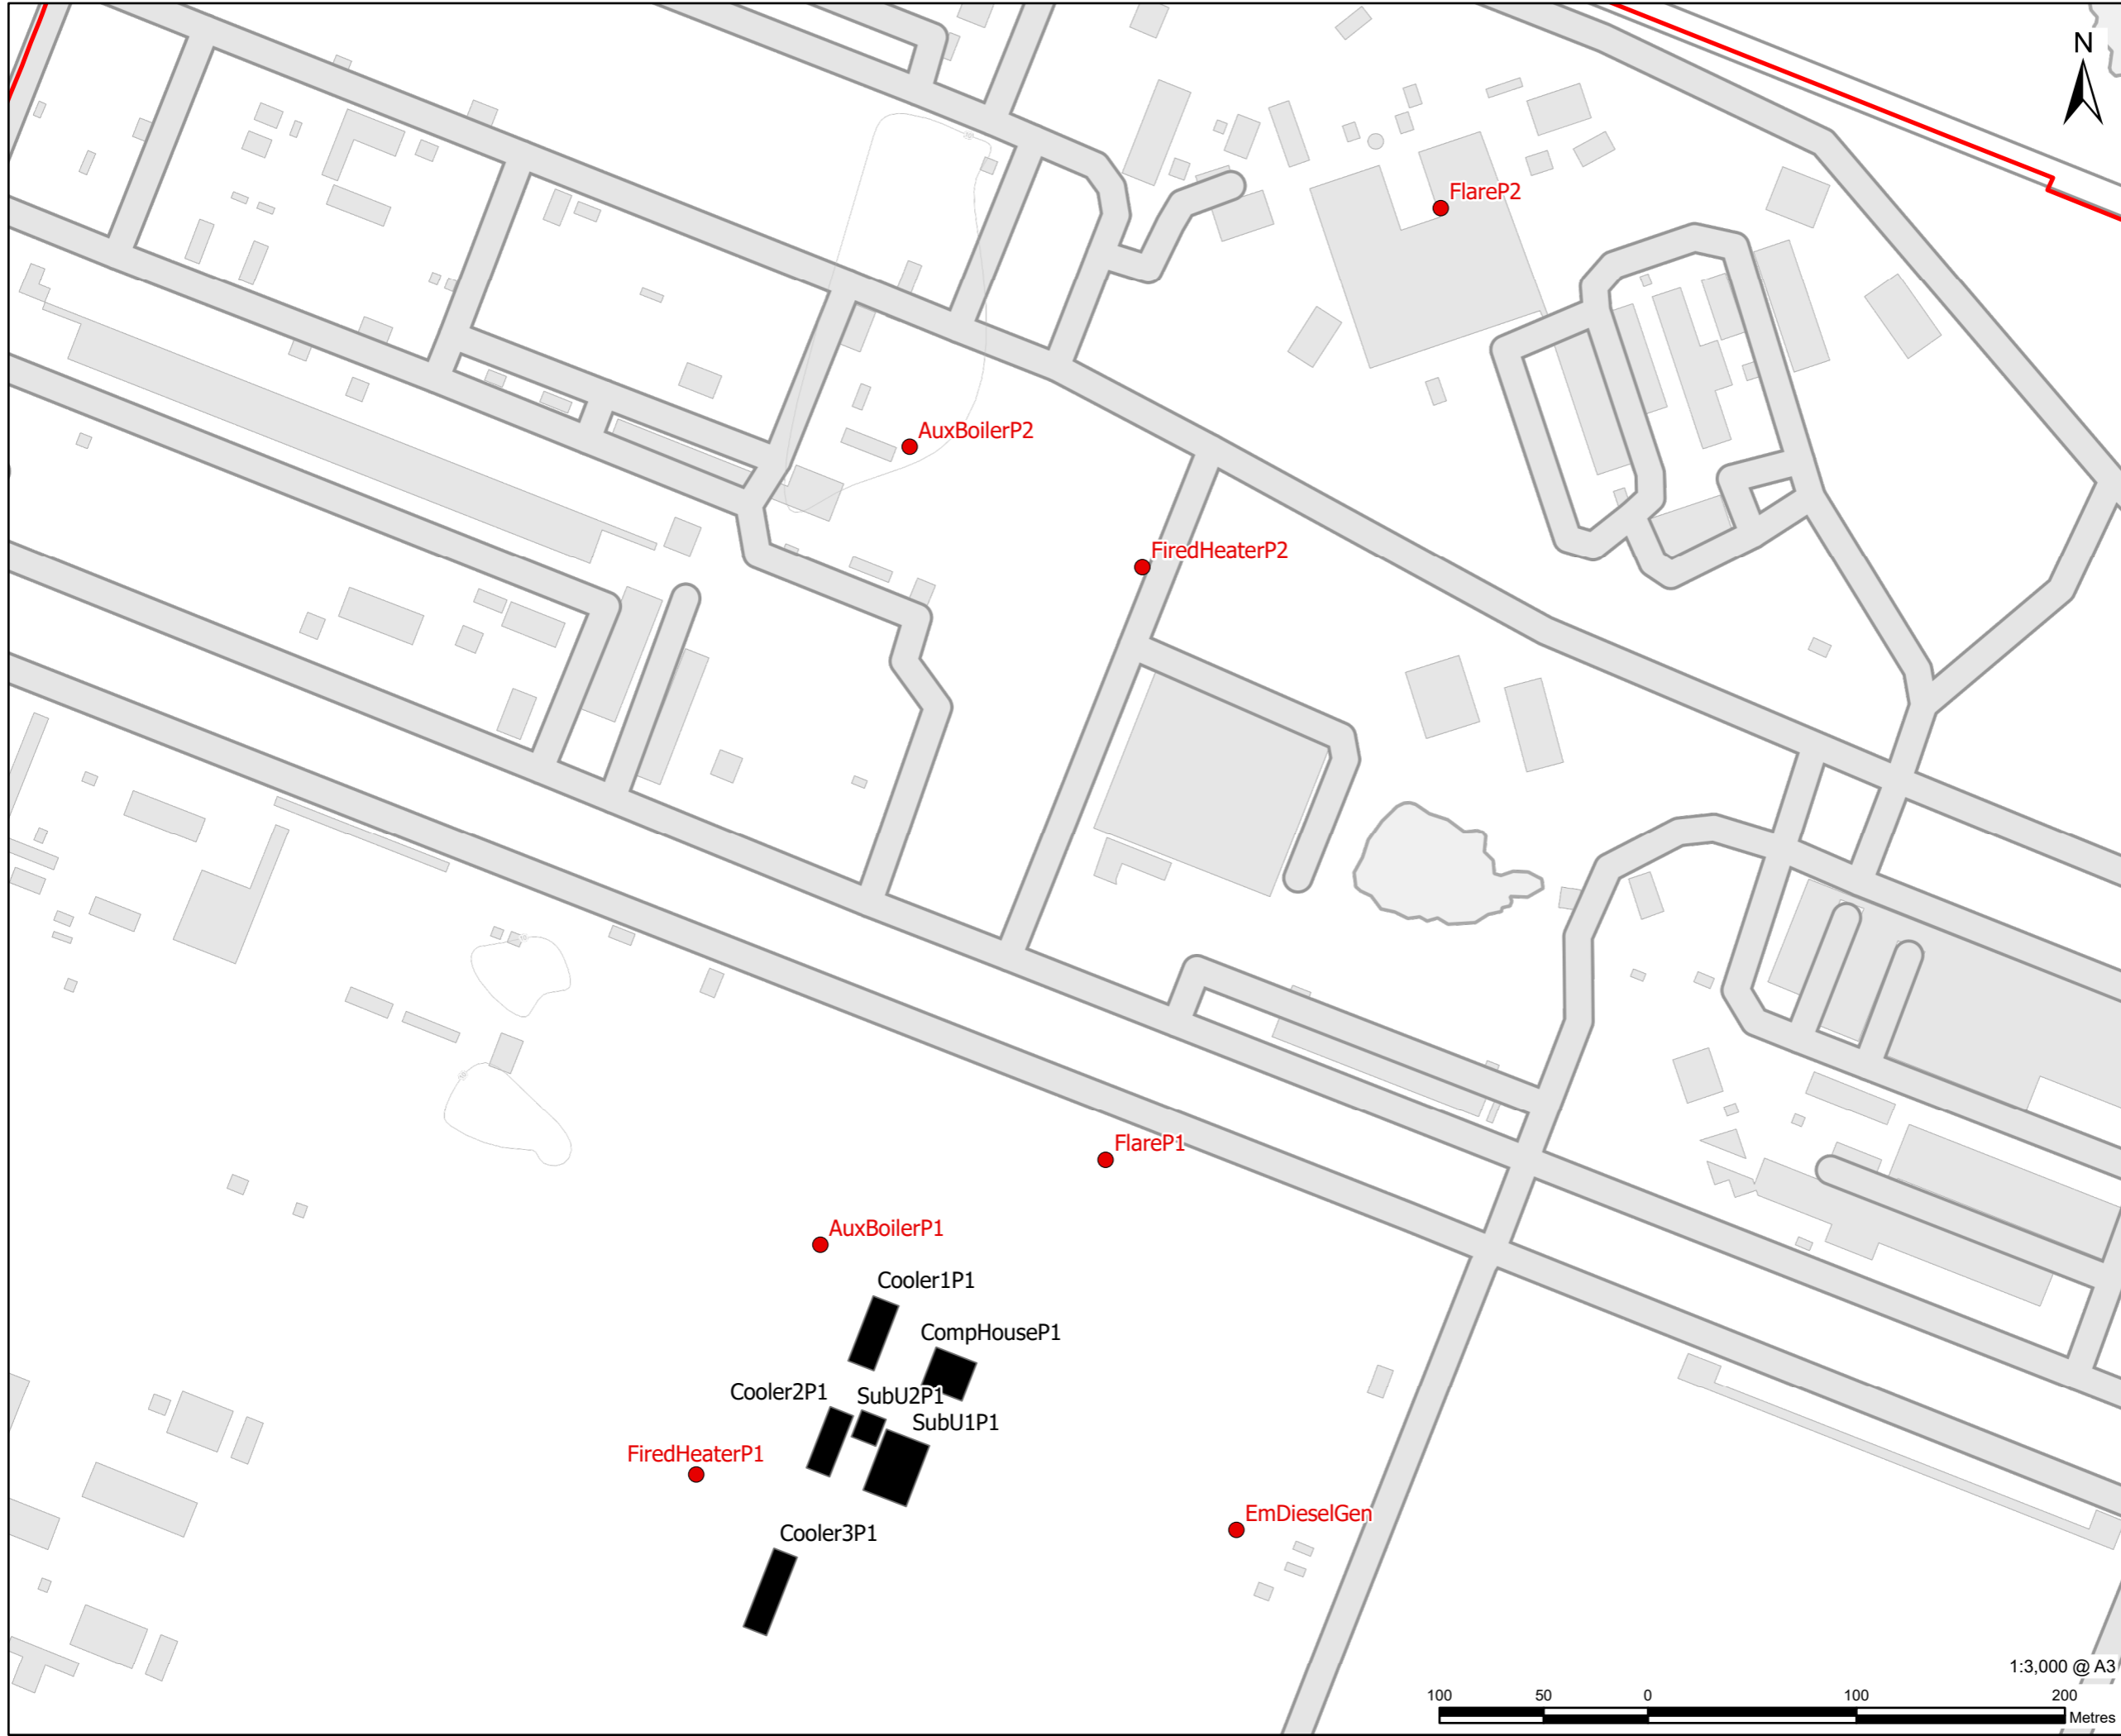 N
FlareP2
AuxBoilerP2
FiredHeaterP2
FlareP1
AuxBoilerP1
Cooler1P1
CompHouseP1
Cooler2P1
SubU2P1
SubU1P1
FiredHeaterP1
EmDieselGen
Cooler3P1
1:3,000 @ A3
100 50 0 100 200
Metres